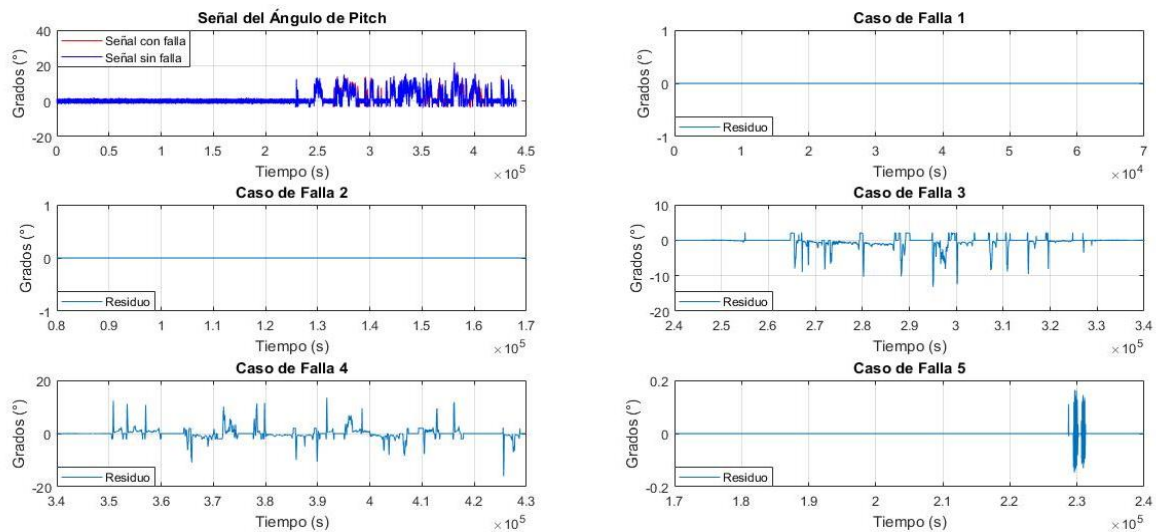 Señal del Ángulo de Pitch
Grados (°)
40
20
0
-20
Señal con falla
Señal sin falla
0 0.5 1 1.5 2 2.5 3 3.5 4 4.5
Tiempo (s)
× 10^5
Caso de Falla 1
Grados (°)
1
0
-1
Residuo
0 1 2 3 4 5 6 7
Tiempo (s)
× 10^4
Caso de Falla 2
Grados (°)
1
0
-1
Residuo
0.8 0.9 1 1.1 1.2 1.3 1.4 1.5 1.6 1.7
Tiempo (s)
× 10^5
Caso de Falla 3
Grados (°)
10
0
-10
-20
Residuo
2.4 2.5 2.6 2.7 2.8 2.9 3 3.1 3.2 3.3 3.4
Tiempo (s)
× 10^5
Caso de Falla 4
Grados (°)
20
0
-20
Residuo
3.4 3.5 3.6 3.7 3.8 3.9 4 4.1 4.2 4.3
Tiempo (s)
× 10^5
Caso de Falla 5
Grados (°)
0.2
0
-0.2
Residuo
1.7 1.8 1.9 2 2.1 2.2 2.3
Tiempo (s)
× 10^5